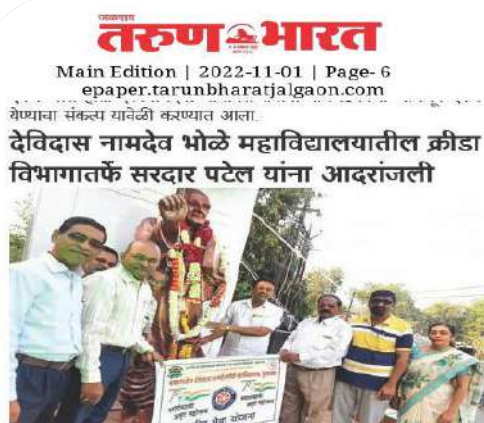 जळगाव
तरुण भारत
Main Edition | 2022-11-01 | Page- 6
epaper.tarunbharatjalgaon.com
येण्याचा संकल्प यावेळी करण्यात आला.
देविदास नामदेव भोळे महाविद्यालयातील क्रीडा
विभागातर्फे सरदार पटेल यांना आदरांजली